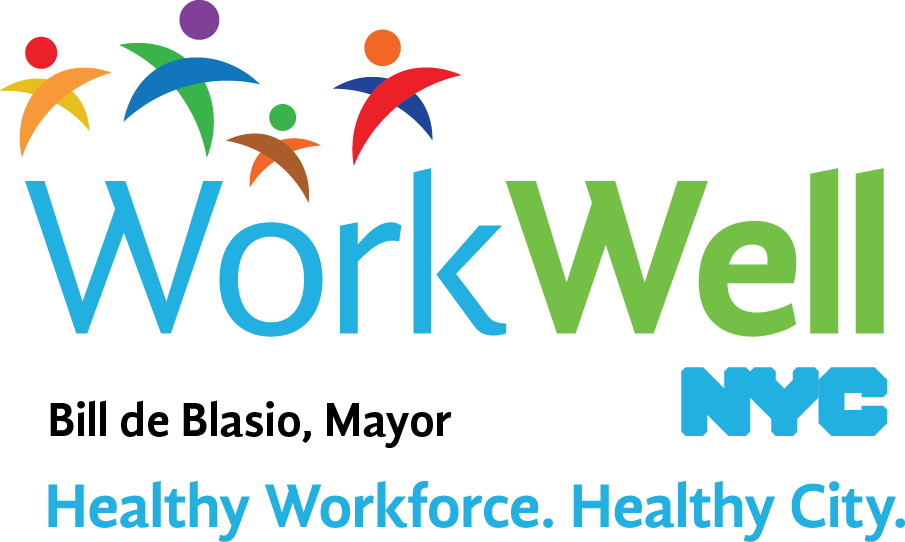 WorkWell
NYC
Bill de Blasio, Mayor
Healthy Workforce. Healthy City.